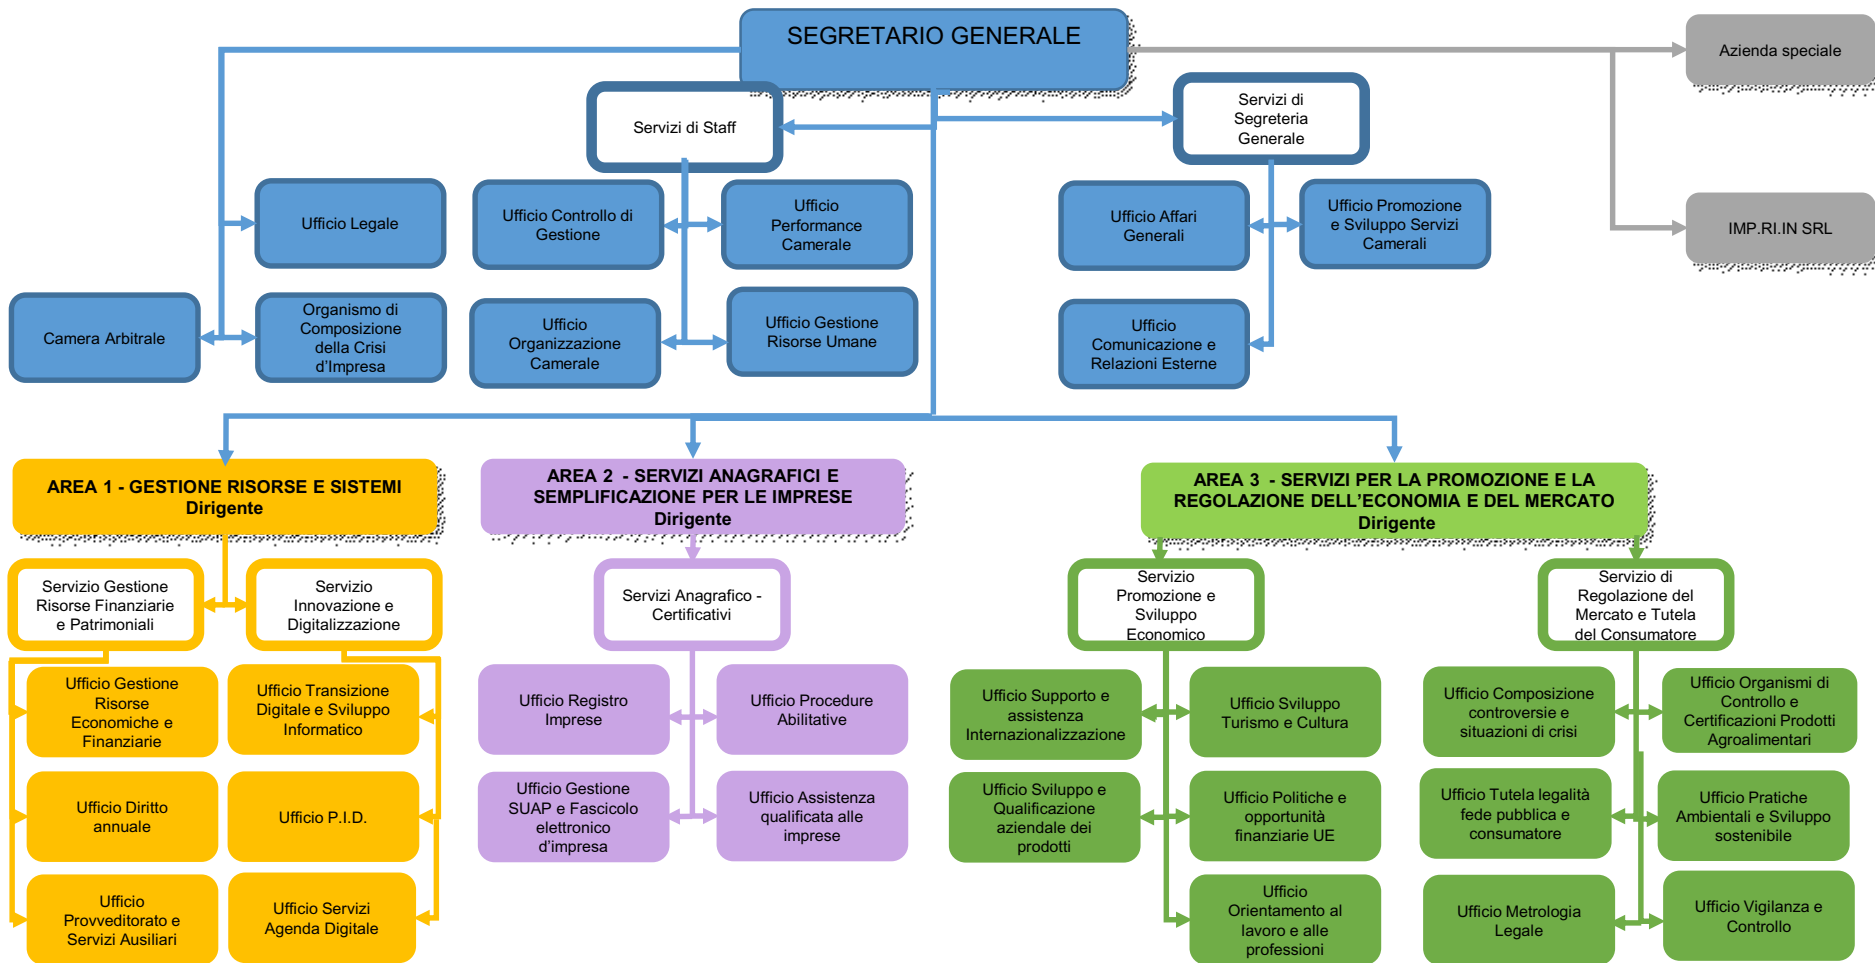 SEGRETARIO GENERALE
Azienda speciale
Servizi di Staff
Servizi di
Segreteria
Generale
Ufficio Legale
Ufficio Controllo di
Gestione
Ufficio
Performance
Camerale
Ufficio Affari
Generali
Ufficio Promozione
e Sviluppo Servizi
Camerali
IMP.RI.IN SRL
Camera Arbitrale
Organismo di
Composizione
della Crisi
d’Impresa
Ufficio
Organizzazione
Camerale
Ufficio Gestione
Risorse Umane
Ufficio
Comunicazione e
Relazioni Esterne
AREA 1 - GESTIONE RISORSE E SISTEMI
Dirigente
AREA 2 - SERVIZI ANAGRAFICI E
SEMPLIFICAZIONE PER LE IMPRESE
Dirigente
AREA 3 - SERVIZI PER LA PROMOZIONE E LA
REGOLAZIONE DELL’ECONOMIA E DEL MERCATO
Dirigente
Servizio Gestione
Risorse Finanziarie
e Patrimoniali
Servizio
Innovazione e
Digitalizzazione
Servizi Anagrafico -
Certificativi
Servizio
Promozione e
Sviluppo
Economico
Servizio di
Regolazione del
Mercato e Tutela
del Consumatore
Ufficio Gestione
Risorse
Economiche e
Finanziarie
Ufficio Transizione
Digitale e Sviluppo
Informatico
Ufficio Registro
Imprese
Ufficio Procedure
Abilitative
Ufficio Supporto e
assistenza
Internazionalizzazione
Ufficio Sviluppo
Turismo e Cultura
Ufficio Composizione
controversie e
situazioni di crisi
Ufficio Organismi di
Controllo e
Certificazioni Prodotti
Agroalimentari
Ufficio Diritto
annuale
Ufficio P.I.D.
Ufficio Gestione
SUAP e Fascicolo
elettronico
d’impresa
Ufficio Assistenza
qualificata alle
imprese
Ufficio Sviluppo e
Qualificazione
aziendale dei
prodotti
Ufficio Politiche e
opportunità
finanziarie UE
Ufficio Tutela legalità
fede pubblica e
consumatore
Ufficio Pratiche
Ambientali e Sviluppo
sostenibile
Ufficio
Provveditorato e
Servizi Ausiliari
Ufficio Servizi
Agenda Digitale
Ufficio
Orientamento al
lavoro e alle
professioni
Ufficio Metrologia
Legale
Ufficio Vigilanza e
Controllo